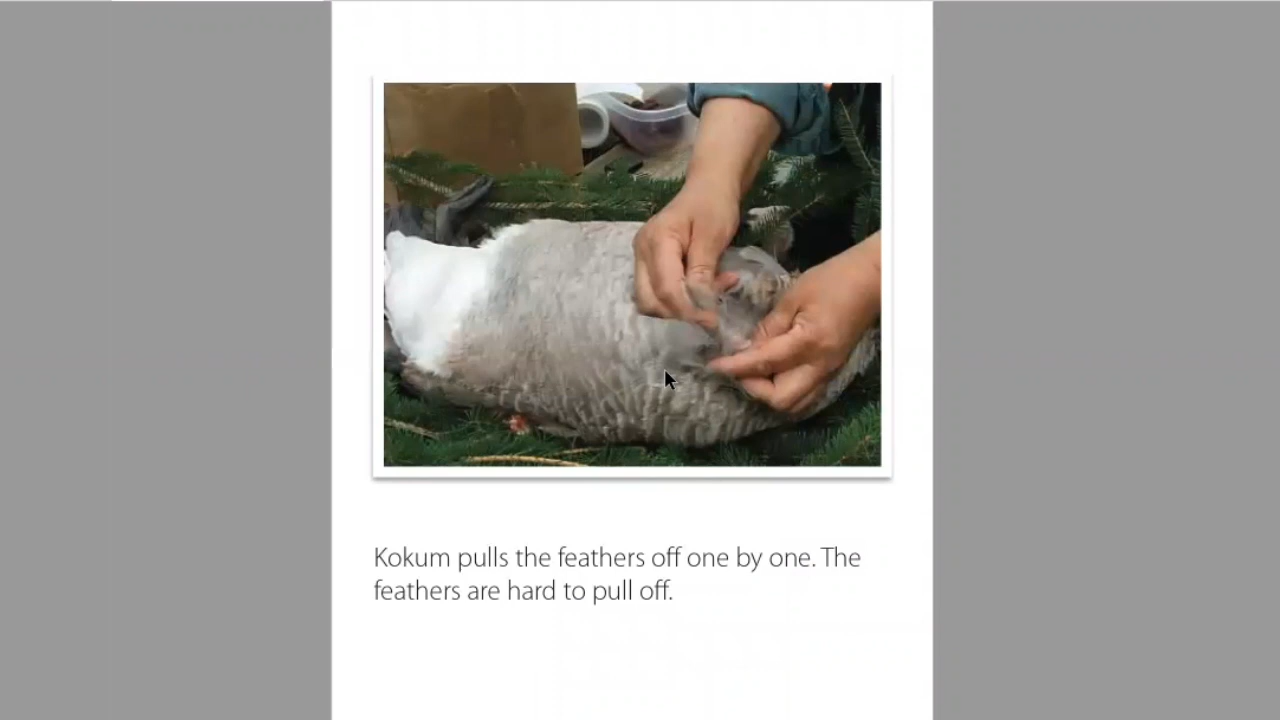 Kokum pulls the feathers off one by one. The
feathers are hard to pull off.